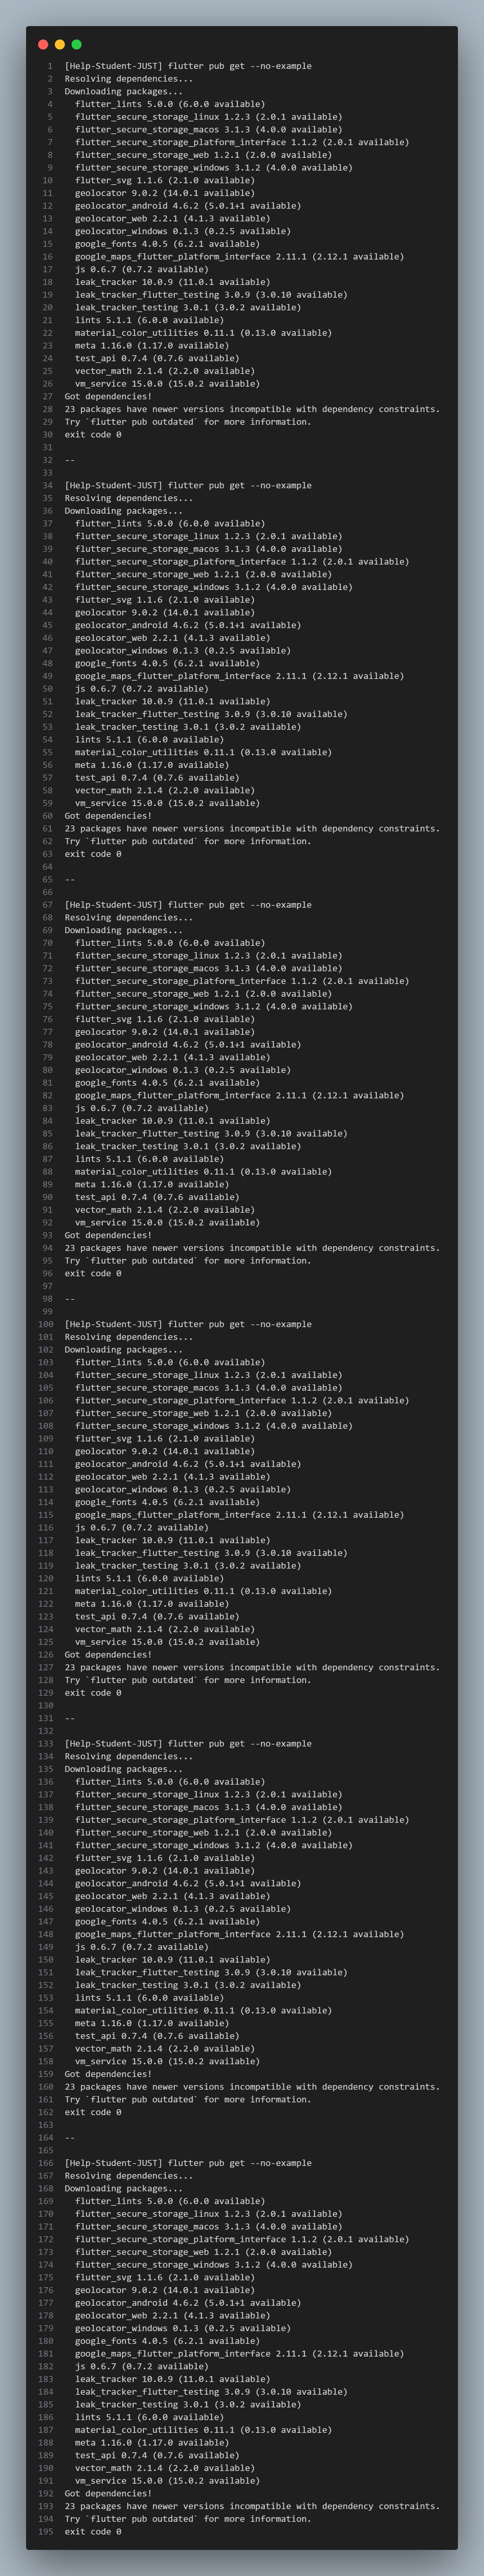 1 [Help-Student-JUST] flutter pub get --no-example
2 Resolving dependencies...
3 Downloading packages...
4 flutter_lints 5.0.0 (6.0.0 available)
5 flutter_secure_storage_linux 1.2.3 (2.0.1 available)
6 flutter_secure_storage_macos 3.1.3 (4.0.0 available)
7 flutter_secure_storage_platform_interface 1.1.2 (2.0.1 available)
8 flutter_secure_storage_web 1.2.1 (2.0.0 available)
9 flutter_secure_storage_windows 3.1.2 (4.0.0 available)
10 flutter_svg 1.1.6 (2.1.0 available)
11 geolocator 9.0.2 (14.0.1 available)
12 geolocator_android 4.6.2 (5.0.1+1 available)
13 geolocator_web 2.2.1 (4.1.3 available)
14 geolocator_windows 0.1.3 (0.2.5 available)
15 google_fonts 4.0.5 (6.2.1 available)
16 google_maps_flutter_platform_interface 2.11.1 (2.12.1 available)
17 js 0.6.7 (0.7.2 available)
18 leak_tracker 10.0.9 (11.0.1 available)
19 leak_tracker_flutter_testing 3.0.9 (3.0.10 available)
20 leak_tracker_testing 3.0.1 (3.0.2 available)
21 lints 5.1.1 (6.0.0 available)
22 material_color_utilities 0.11.1 (0.13.0 available)
23 meta 1.16.0 (1.17.0 available)
24 test_api 0.7.4 (0.7.6 available)
25 vector_math 2.1.4 (2.2.0 available)
26 vm_service 15.0.0 (15.0.2 available)
27 Got dependencies!
28 23 packages have newer versions incompatible with dependency constraints.
29 Try `flutter pub outdated` for more information.
30 exit code 0
31
32 --
33
34 [Help-Student-JUST] flutter pub get --no-example
35 Resolving dependencies...
36 Downloading packages...
37 flutter_lints 5.0.0 (6.0.0 available)
38 flutter_secure_storage_linux 1.2.3 (2.0.1 available)
39 flutter_secure_storage_macos 3.1.3 (4.0.0 available)
40 flutter_secure_storage_platform_interface 1.1.2 (2.0.1 available)
41 flutter_secure_storage_web 1.2.1 (2.0.0 available)
42 flutter_secure_storage_windows 3.1.2 (4.0.0 available)
43 flutter_svg 1.1.6 (2.1.0 available)
44 geolocator 9.0.2 (14.0.1 available)
45 geolocator_android 4.6.2 (5.0.1+1 available)
46 geolocator_web 2.2.1 (4.1.3 available)
47 geolocator_windows 0.1.3 (0.2.5 available)
48 google_fonts 4.0.5 (6.2.1 available)
49 google_maps_flutter_platform_interface 2.11.1 (2.12.1 available)
50 js 0.6.7 (0.7.2 available)
51 leak_tracker 10.0.9 (11.0.1 available)
52 leak_tracker_flutter_testing 3.0.9 (3.0.10 available)
53 leak_tracker_testing 3.0.1 (3.0.2 available)
54 lints 5.1.1 (6.0.0 available)
55 material_color_utilities 0.11.1 (0.13.0 available)
56 meta 1.16.0 (1.17.0 available)
57 test_api 0.7.4 (0.7.6 available)
58 vector_math 2.1.4 (2.2.0 available)
59 vm_service 15.0.0 (15.0.2 available)
60 Got dependencies!
61 23 packages have newer versions incompatible with dependency constraints.
62 Try `flutter pub outdated` for more information.
63 exit code 0
64
65 --
66
67 [Help-Student-JUST] flutter pub get --no-example
68 Resolving dependencies...
69 Downloading packages...
70 flutter_lints 5.0.0 (6.0.0 available)
71 flutter_secure_storage_linux 1.2.3 (2.0.1 available)
72 flutter_secure_storage_macos 3.1.3 (4.0.0 available)
73 flutter_secure_storage_platform_interface 1.1.2 (2.0.1 available)
74 flutter_secure_storage_web 1.2.1 (2.0.0 available)
75 flutter_secure_storage_windows 3.1.2 (4.0.0 available)
76 flutter_svg 1.1.6 (2.1.0 available)
77 geolocator 9.0.2 (14.0.1 available)
78 geolocator_android 4.6.2 (5.0.1+1 available)
79 geolocator_web 2.2.1 (4.1.3 available)
80 geolocator_windows 0.1.3 (0.2.5 available)
81 google_fonts 4.0.5 (6.2.1 available)
82 google_maps_flutter_platform_interface 2.11.1 (2.12.1 available)
83 js 0.6.7 (0.7.2 available)
84 leak_tracker 10.0.9 (11.0.1 available)
85 leak_tracker_flutter_testing 3.0.9 (3.0.10 available)
86 leak_tracker_testing 3.0.1 (3.0.2 available)
87 lints 5.1.1 (6.0.0 available)
88 material_color_utilities 0.11.1 (0.13.0 available)
89 meta 1.16.0 (1.17.0 available)
90 test_api 0.7.4 (0.7.6 available)
91 vector_math 2.1.4 (2.2.0 available)
92 vm_service 15.0.0 (15.0.2 available)
93 Got dependencies!
94 23 packages have newer versions incompatible with dependency constraints.
95 Try `flutter pub outdated` for more information.
96 exit code 0
97
98 --
99
100 [Help-Student-JUST] flutter pub get --no-example
101 Resolving dependencies...
102 Downloading packages...
103 flutter_lints 5.0.0 (6.0.0 available)
104 flutter_secure_storage_linux 1.2.3 (2.0.1 available)
105 flutter_secure_storage_macos 3.1.3 (4.0.0 available)
106 flutter_secure_storage_platform_interface 1.1.2 (2.0.1 available)
107 flutter_secure_storage_web 1.2.1 (2.0.0 available)
108 flutter_secure_storage_windows 3.1.2 (4.0.0 available)
109 flutter_svg 1.1.6 (2.1.0 available)
110 geolocator 9.0.2 (14.0.1 available)
111 geolocator_android 4.6.2 (5.0.1+1 available)
112 geolocator_web 2.2.1 (4.1.3 available)
113 geolocator_windows 0.1.3 (0.2.5 available)
114 google_fonts 4.0.5 (6.2.1 available)
115 google_maps_flutter_platform_interface 2.11.1 (2.12.1 available)
116 js 0.6.7 (0.7.2 available)
117 leak_tracker 10.0.9 (11.0.1 available)
118 leak_tracker_flutter_testing 3.0.9 (3.0.10 available)
119 leak_tracker_testing 3.0.1 (3.0.2 available)
120 lints 5.1.1 (6.0.0 available)
121 material_color_utilities 0.11.1 (0.13.0 available)
122 meta 1.16.0 (1.17.0 available)
123 test_api 0.7.4 (0.7.6 available)
124 vector_math 2.1.4 (2.2.0 available)
125 vm_service 15.0.0 (15.0.2 available)
126 Got dependencies!
127 23 packages have newer versions incompatible with dependency constraints.
128 Try `flutter pub outdated` for more information.
129 exit code 0
130
131 --
132
133 [Help-Student-JUST] flutter pub get --no-example
134 Resolving dependencies...
135 Downloading packages...
136 flutter_lints 5.0.0 (6.0.0 available)
137 flutter_secure_storage_linux 1.2.3 (2.0.1 available)
138 flutter_secure_storage_macos 3.1.3 (4.0.0 available)
139 flutter_secure_storage_platform_interface 1.1.2 (2.0.1 available)
140 flutter_secure_storage_web 1.2.1 (2.0.0 available)
141 flutter_secure_storage_windows 3.1.2 (4.0.0 available)
142 flutter_svg 1.1.6 (2.1.0 available)
143 geolocator 9.0.2 (14.0.1 available)
144 geolocator_android 4.6.2 (5.0.1+1 available)
145 geolocator_web 2.2.1 (4.1.3 available)
146 geolocator_windows 0.1.3 (0.2.5 available)
147 google_fonts 4.0.5 (6.2.1 available)
148 google_maps_flutter_platform_interface 2.11.1 (2.12.1 available)
149 js 0.6.7 (0.7.2 available)
150 leak_tracker 10.0.9 (11.0.1 available)
151 leak_tracker_flutter_testing 3.0.9 (3.0.10 available)
152 leak_tracker_testing 3.0.1 (3.0.2 available)
153 lints 5.1.1 (6.0.0 available)
154 material_color_utilities 0.11.1 (0.13.0 available)
155 meta 1.16.0 (1.17.0 available)
156 test_api 0.7.4 (0.7.6 available)
157 vector_math 2.1.4 (2.2.0 available)
158 vm_service 15.0.0 (15.0.2 available)
159 Got dependencies!
160 23 packages have newer versions incompatible with dependency constraints.
161 Try `flutter pub outdated` for more information.
162 exit code 0
163
164 --
165
166 [Help-Student-JUST] flutter pub get --no-example
167 Resolving dependencies...
168 Downloading packages...
169 flutter_lints 5.0.0 (6.0.0 available)
170 flutter_secure_storage_linux 1.2.3 (2.0.1 available)
171 flutter_secure_storage_macos 3.1.3 (4.0.0 available)
172 flutter_secure_storage_platform_interface 1.1.2 (2.0.1 available)
173 flutter_secure_storage_web 1.2.1 (2.0.0 available)
174 flutter_secure_storage_windows 3.1.2 (4.0.0 available)
175 flutter_svg 1.1.6 (2.1.0 available)
176 geolocator 9.0.2 (14.0.1 available)
177 geolocator_android 4.6.2 (5.0.1+1 available)
178 geolocator_web 2.2.1 (4.1.3 available)
179 geolocator_windows 0.1.3 (0.2.5 available)
180 google_fonts 4.0.5 (6.2.1 available)
181 google_maps_flutter_platform_interface 2.11.1 (2.12.1 available)
182 js 0.6.7 (0.7.2 available)
183 leak_tracker 10.0.9 (11.0.1 available)
184 leak_tracker_flutter_testing 3.0.9 (3.0.10 available)
185 leak_tracker_testing 3.0.1 (3.0.2 available)
186 lints 5.1.1 (6.0.0 available)
187 material_color_utilities 0.11.1 (0.13.0 available)
188 meta 1.16.0 (1.17.0 available)
189 test_api 0.7.4 (0.7.6 available)
190 vector_math 2.1.4 (2.2.0 available)
191 vm_service 15.0.0 (15.0.2 available)
192 Got dependencies!
193 23 packages have newer versions incompatible with dependency constraints.
194 Try `flutter pub outdated` for more information.
195 exit code 0